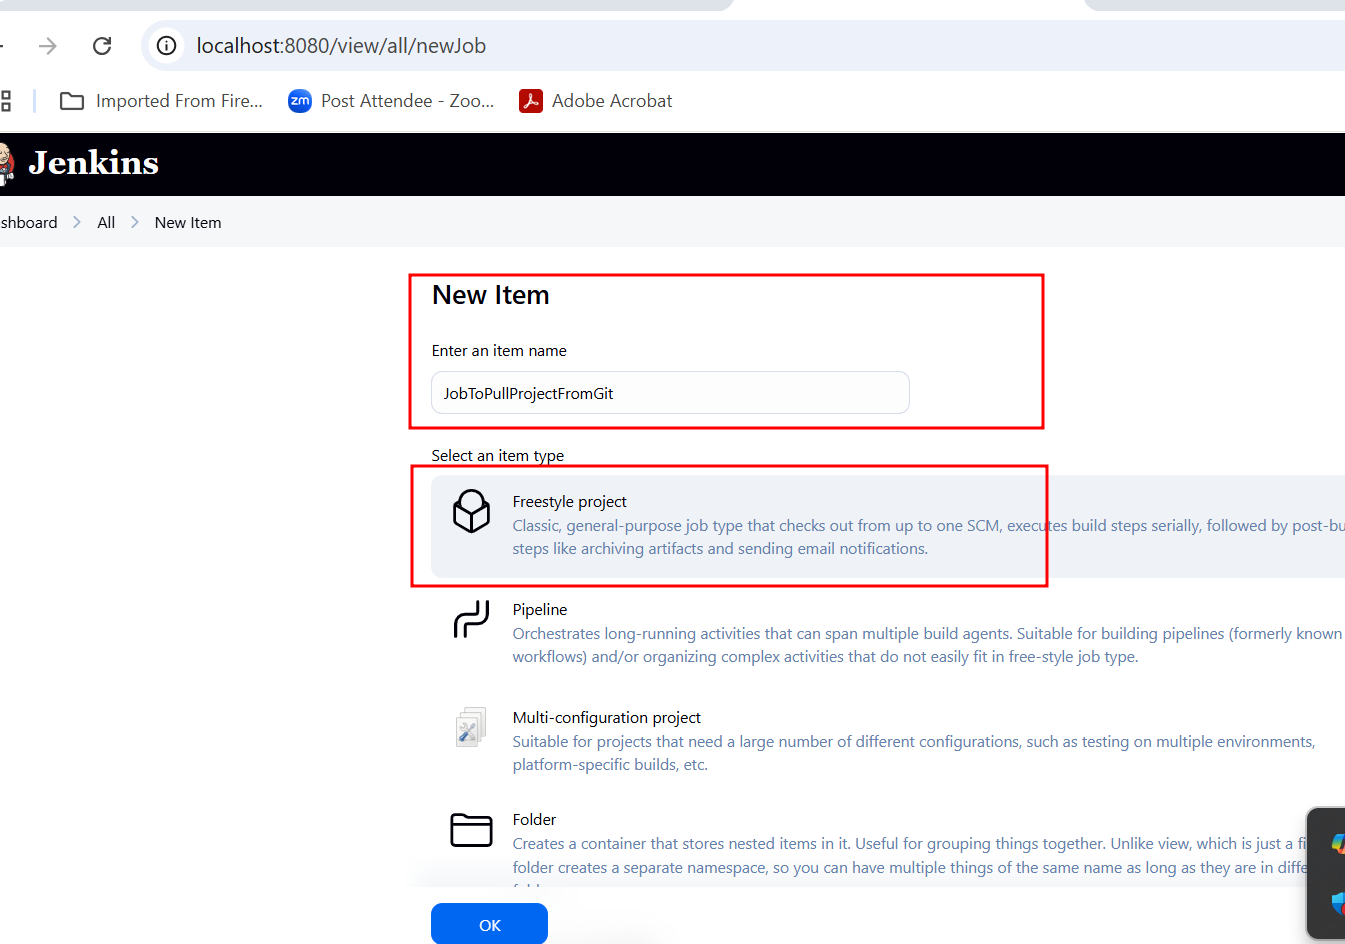 localhost:8080/view/all/newJob
Imported From Fire...
zm
Post Attendee - Zoo...
Adobe Acrobat
Jenkins
shboard
All
New Item
New Item
Enter an item name
JobToPullProjectFromGit
Select an item type
Freestyle project
Classic, general-purpose job type that checks out from up to one SCM, executes build steps serially, followed by post-bu
steps like archiving artifacts and sending email notifications.
Pipeline
Orchestrates long-running activities that can span multiple build agents. Suitable for building pipelines (formerly known
workflows) and/or organizing complex activities that do not easily fit in free-style job type.
Multi-configuration project
Suitable for projects that need a large number of different configurations, such as testing on multiple environments,
platform-specific builds, etc.
Folder
Creates a container that stores nested items in it. Useful for grouping things together. Unlike view, which is just a fi
folder creates a separate namespace, so you can have multiple things of the same name as long as they are in diffe
OK